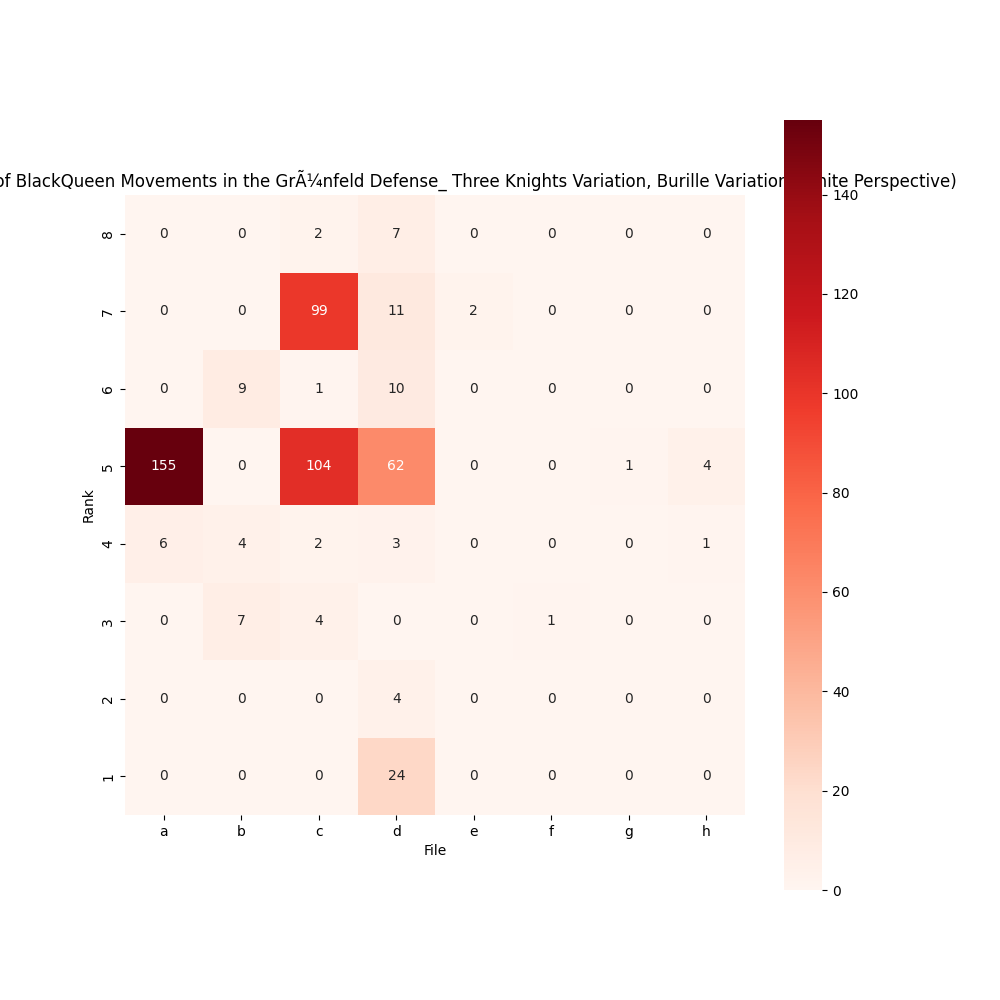 of BlackQueen Movements in the GrÃ¼nfeld Defense_ Three Knights Variation, Burille Variation Perspective)
8 0 0 2 7 0 0 0 0
7 0 0 99 11 2 0 0 0
6 0 9 1 10 0 0 0 0
5 155 0 104 62 0 0 1 4
4 6 4 2 3 0 0 0 1
3 0 7 4 0 0 1 0 0
2 0 0 0 4 0 0 0 0
1 0 0 0 24 0 0 0 0
a b c d e f g h
Rank
File
140
120
100
80
60
40
20
0